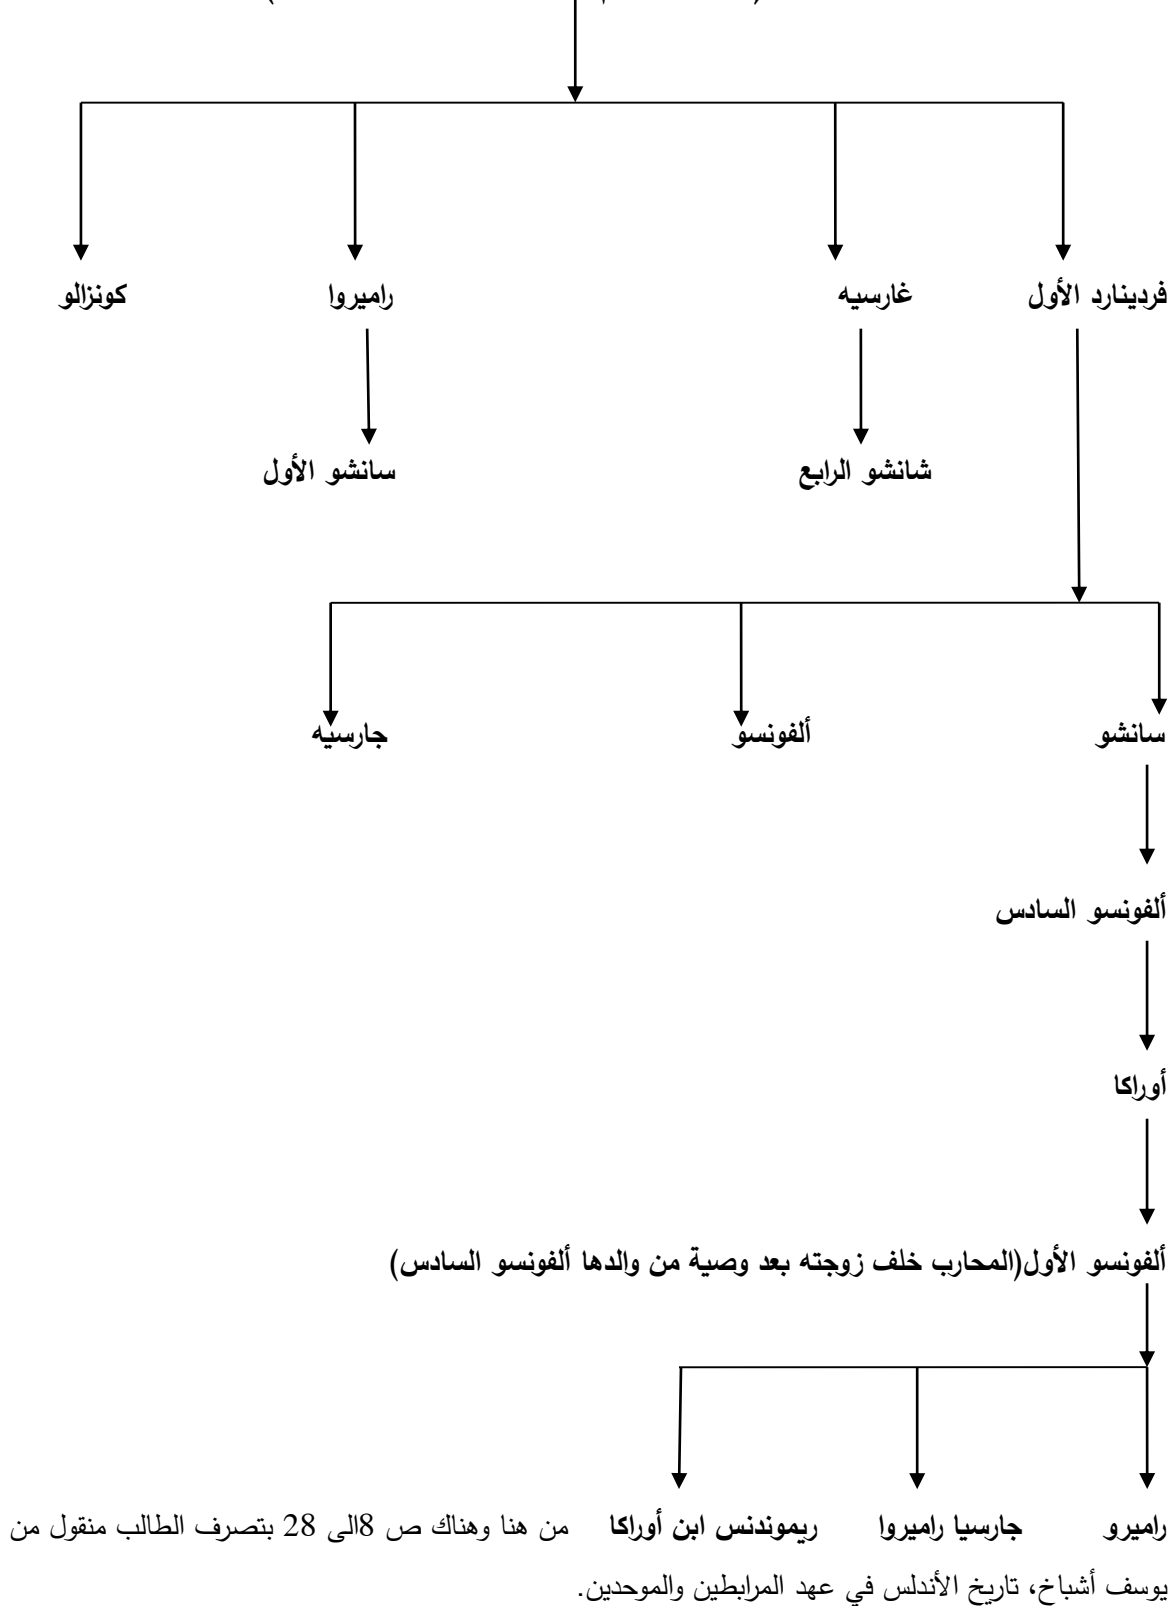 فردينارد الأول غارسيه راميروا كونزالو
شانشو الرابع سانشو الأول
سانشو ألفونسو جارسيه
ألفونسو السادس
أوراكا
ألفونسو الأول(المحارب خلف زوجته بعد وصية من والدها ألفونسو السادس)
راميرو جارسيا راميروا ريموندنس ابن أوراكا من هنا وهناك ص 8الى 28 بتصرف الطالب منقول من
يوسف أشباخ، تاريخ الأندلس في عهد المرابطين والموحدين.